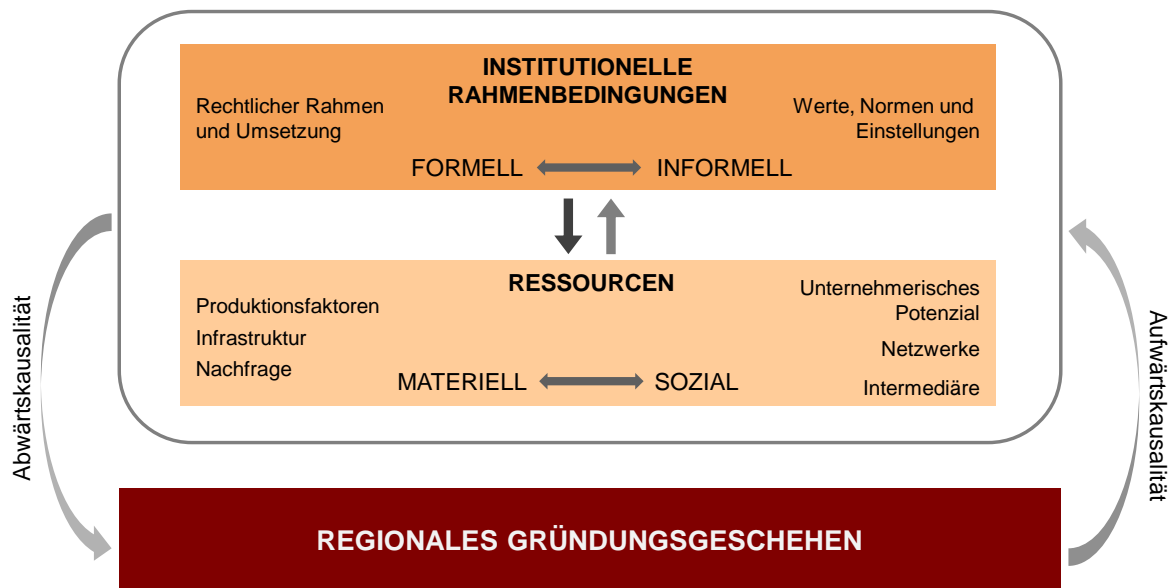 INSTITUTIONELLE
RAHMENBEDINGUNGEN
Rechtlicher Rahmen
und Umsetzung
Werte, Normen und
Einstellungen
FORMELL
INFORMELL
RESSOURCEN
Produktionsfaktoren
Infrastruktur
Nachfrage
Unternehmerisches
Potenzial
Netzwerke
Intermediäre
MATERIELL
SOZIAL
Abwärtskausalität
Aufwärtskausalität
REGIONALES GRÜNDUNGSGESCHEHEN